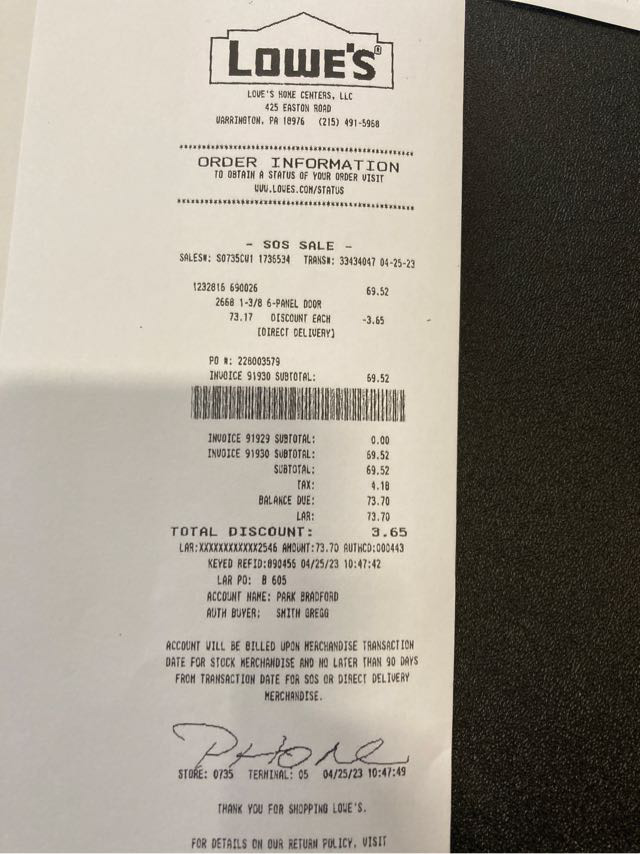 LOWE'S®
LOWE'S HOME CENTERS, LLC
425 EASTON ROAD
WARRINGTON, PA 18976 (215) 491-5968
ORDER INFORMATION
TO OBTAIN A STATUS OF YOUR ORDER VISIT
WWW.LOWES.COM/STATUS
- SOS SALE -
SALES#: S0735CW1 1736534 TRANS#: 33434047 04-25-23
1232816 690026 69.52
2668 1-3/8 6-PANEL DOOR
73.17 DISCOUNT EACH -3.65
[DIRECT DELIVERY]
PO #: 226003579
INVOICE 91930 SUBTOTAL: 69.52
INVOICE 91929 SUBTOTAL: 0.00
INVOICE 91930 SUBTOTAL: 69.52
SUBTOTAL: 69.52
TAX: 4.18
BALANCE DUE: 73.70
LAR: 73.70
TOTAL DISCOUNT: 3.65
LAR:XXXXXXXXXXXX2546 AMOUNT:73.70 AUTHCD:000443
KEYED REFID:890456 04/25/23 10:47:42
LAR PO: B 605
ACCOUNT NAME: PARK BRADFORD
AUTH BUYER: SMITH GREGG
ACCOUNT WILL BE BILLED UPON MERCHANDISE TRANSACTION
DATE FOR STOCK MERCHANDISE AND NO LATER THAN 90 DAYS
FROM TRANSACTION DATE FOR SOS OR DIRECT DELIVERY
MERCHANDISE.
PHONE
STORE: 0735 TERMINAL: 05 04/25/23 10:47:49
THANK YOU FOR SHOPPING LOWE'S.
FOR DETAILS ON OUR RETURN POLICY, VISIT